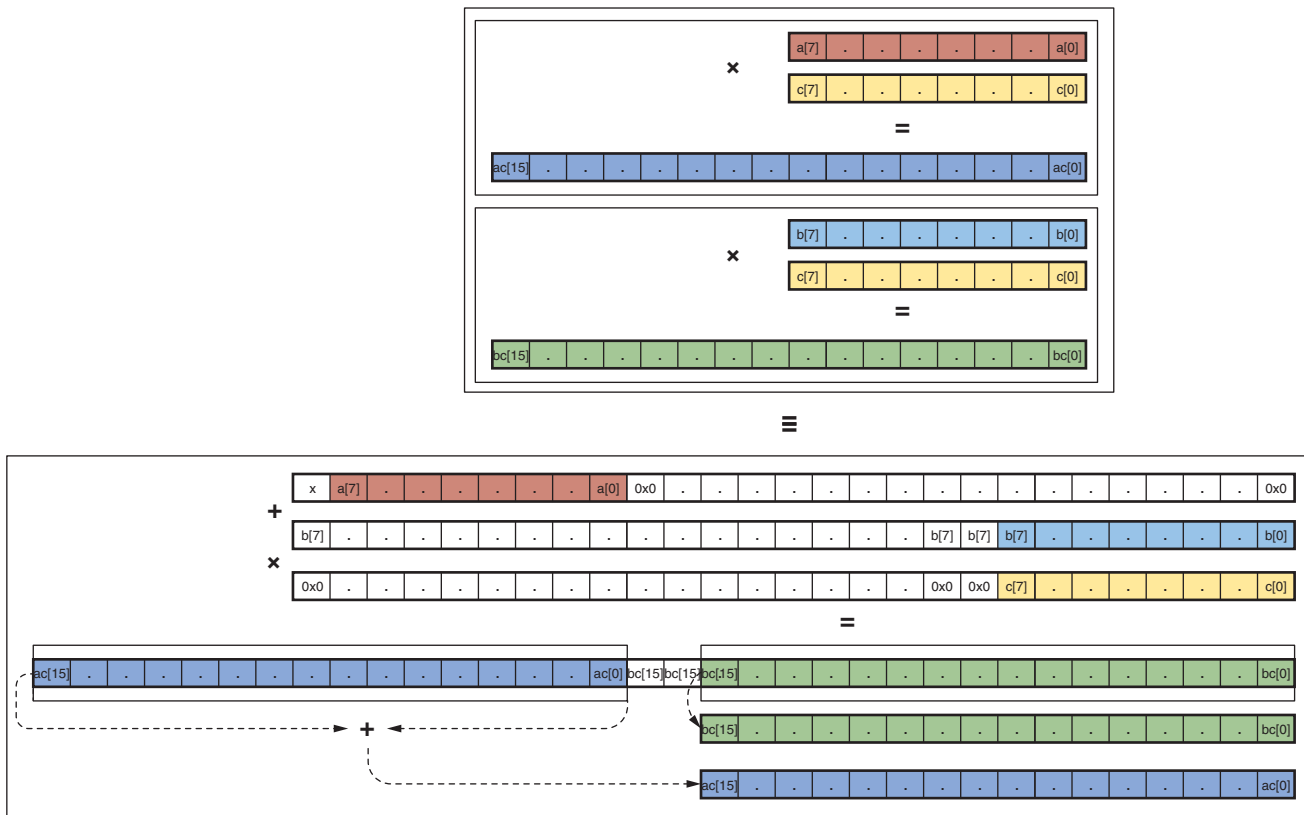 a[7] . . . . . . a[0]
×
c[7] . . . . . . c[0]
=
ac[15] . . . . . . . . . . . . . . ac[0]
b[7] . . . . . . b[0]
×
c[7] . . . . . . c[0]
=
bc[15] . . . . . . . . . . . . . . bc[0]
≡
x a[7] . . . . . . a[0] 0x0 . . . . . . . . . . . . . . . . 0x0
+
b[7] . . . . . . . . . . . . . . . . b[7] b[7] b[7] . . . . . . b[0]
×
0x0 . . . . . . . . . . . . . . . . 0x0 0x0 c[7] . . . . . . c[0]
=
ac[15] . . . . . . . . . . . . . . ac[0] bc[15] bc[15] bc[15] . . . . . . . . . . . . . . bc[0]
+
bc[15] . . . . . . . . . . . . . . bc[0]
ac[15] . . . . . . . . . . . . . . ac[0]